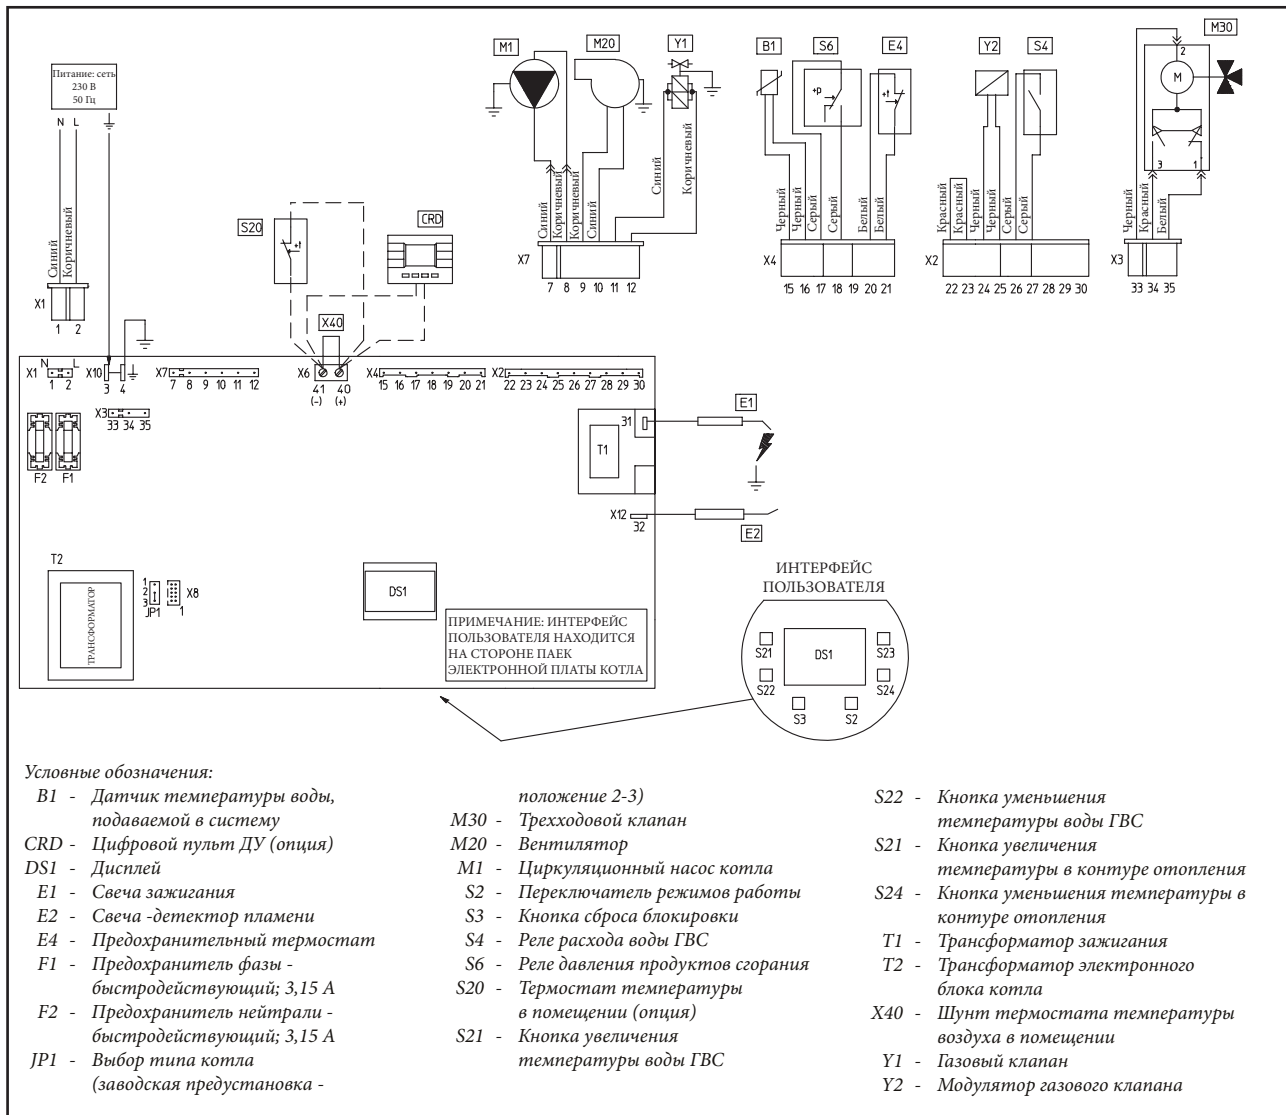 M1
M20
Y1
B1
S6
E4
Y2
S4
M30
Питание: сеть
230 В
50 Гц
N L
Синий
Коричневый
X1
1 2
S20
+t
CRD
X40
Синий
Коричневый
Коричневый
Синий
Синий
Коричневый
X7
7 8 9 10 11 12
+p
+t
Черный
Черный
Серый
Серый
Белый
Белый
X4
15 16 17 18 19 20 21
Красный
Красный
Черный
Черный
Серый
Серый
X2
22 23 24 25 26 27 28 29 30
2
M
3 1
Черный
Красный
Белый
X3
33 34 35
X1 N L
1 2
X10
3 4
X7
7 8 9 10 11 12
X6
41 40
(-) (+)
X4
15 16 17 18 19 20 21
X2
22 23 24 25 26 27 28 29 30
X3
33 34 35
F2 F1
T1
31
E1
X12
32
E2
T2
ТРАНСФОРМАТОР
1
2
3
JP1
X8
1
DS1
ПРИМЕЧАНИЕ: ИНТЕРФЕЙС
ПОЛЬЗОВАТЕЛЯ НАХОДИТСЯ
НА СТОРОНЕ ПАЕК
ЭЛЕКТРОННОЙ ПЛАТЫ КОТЛА
ИНТЕРФЕЙС
ПОЛЬЗОВАТЕЛЯ
S21
DS1
S23
S22
S24
S3
S2
Условные обозначения:
B1 - Датчик температуры воды,
подаваемой в систему
CRD - Цифровой пульт ДУ (опция)
DS1 - Дисплей
E1 - Свеча зажигания
E2 - Свеча -детектор пламени
E4 - Предохранительный термостат
F1 - Предохранитель фазы -
быстродействующий; 3,15 А
F2 - Предохранитель нейтрали -
быстродействующий; 3,15 А
JP1 - Выбор типа котла
(заводская предустановка -
положение 2-3)
M30 - Трехходовой клапан
M20 - Вентилятор
M1 - Циркуляционный насос котла
S2 - Переключатель режимов работы
S3 - Кнопка сброса блокировки
S4 - Реле расхода воды ГВС
S6 - Реле давления продуктов сгорания
S20 - Термостат температуры
в помещении (опция)
S21 - Кнопка увеличения
температуры воды ГВС
S22 - Кнопка уменьшения
температуры воды ГВС
S21 - Кнопка увеличения
температуры в контуре отопления
S24 - Кнопка уменьшения температуры в
контуре отопления
T1 - Трансформатор зажигания
T2 - Трансформатор электронного
блока котла
X40 - Шунт термостата температуры
воздуха в помещении
Y1 - Газовый клапан
Y2 - Модулятор газового клапана